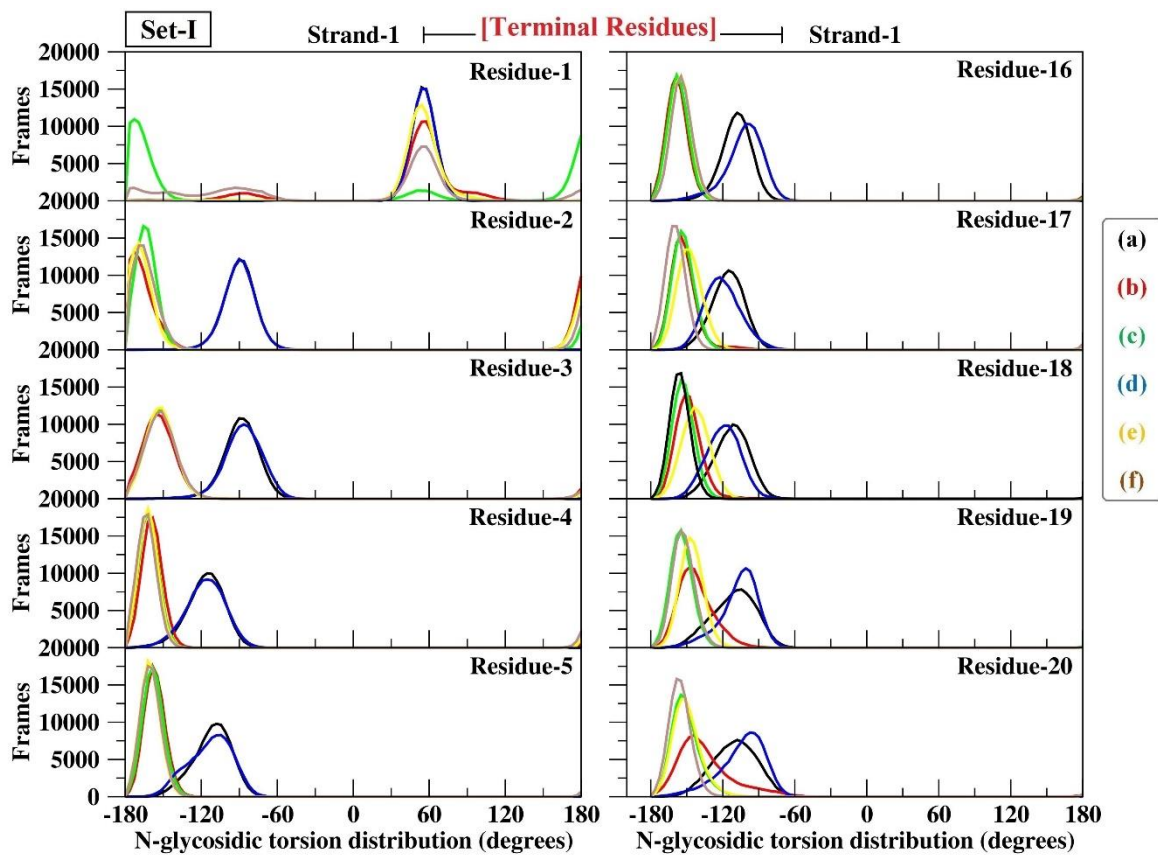 Set-I
Strand-1 [Terminal Residues] Strand-1
20000
15000
10000
5000
Frames
Residue-1
20000
15000
10000
5000
Residue-2
20000
15000
10000
5000
Frames
Residue-3
20000
15000
10000
5000
Frames
Residue-4
20000
15000
10000
5000
0
Frames
Residue-5
-180 -120 -60 0 60 120 180
N-glycosidic torsion distribution (degrees)
Residue-16
Residue-17
Residue-18
Residue-19
Residue-20
-180 -120 -60 0 60 120 180
N-glycosidic torsion distribution (degrees)
(a)
(b)
(c)
(d)
(e)
(f)